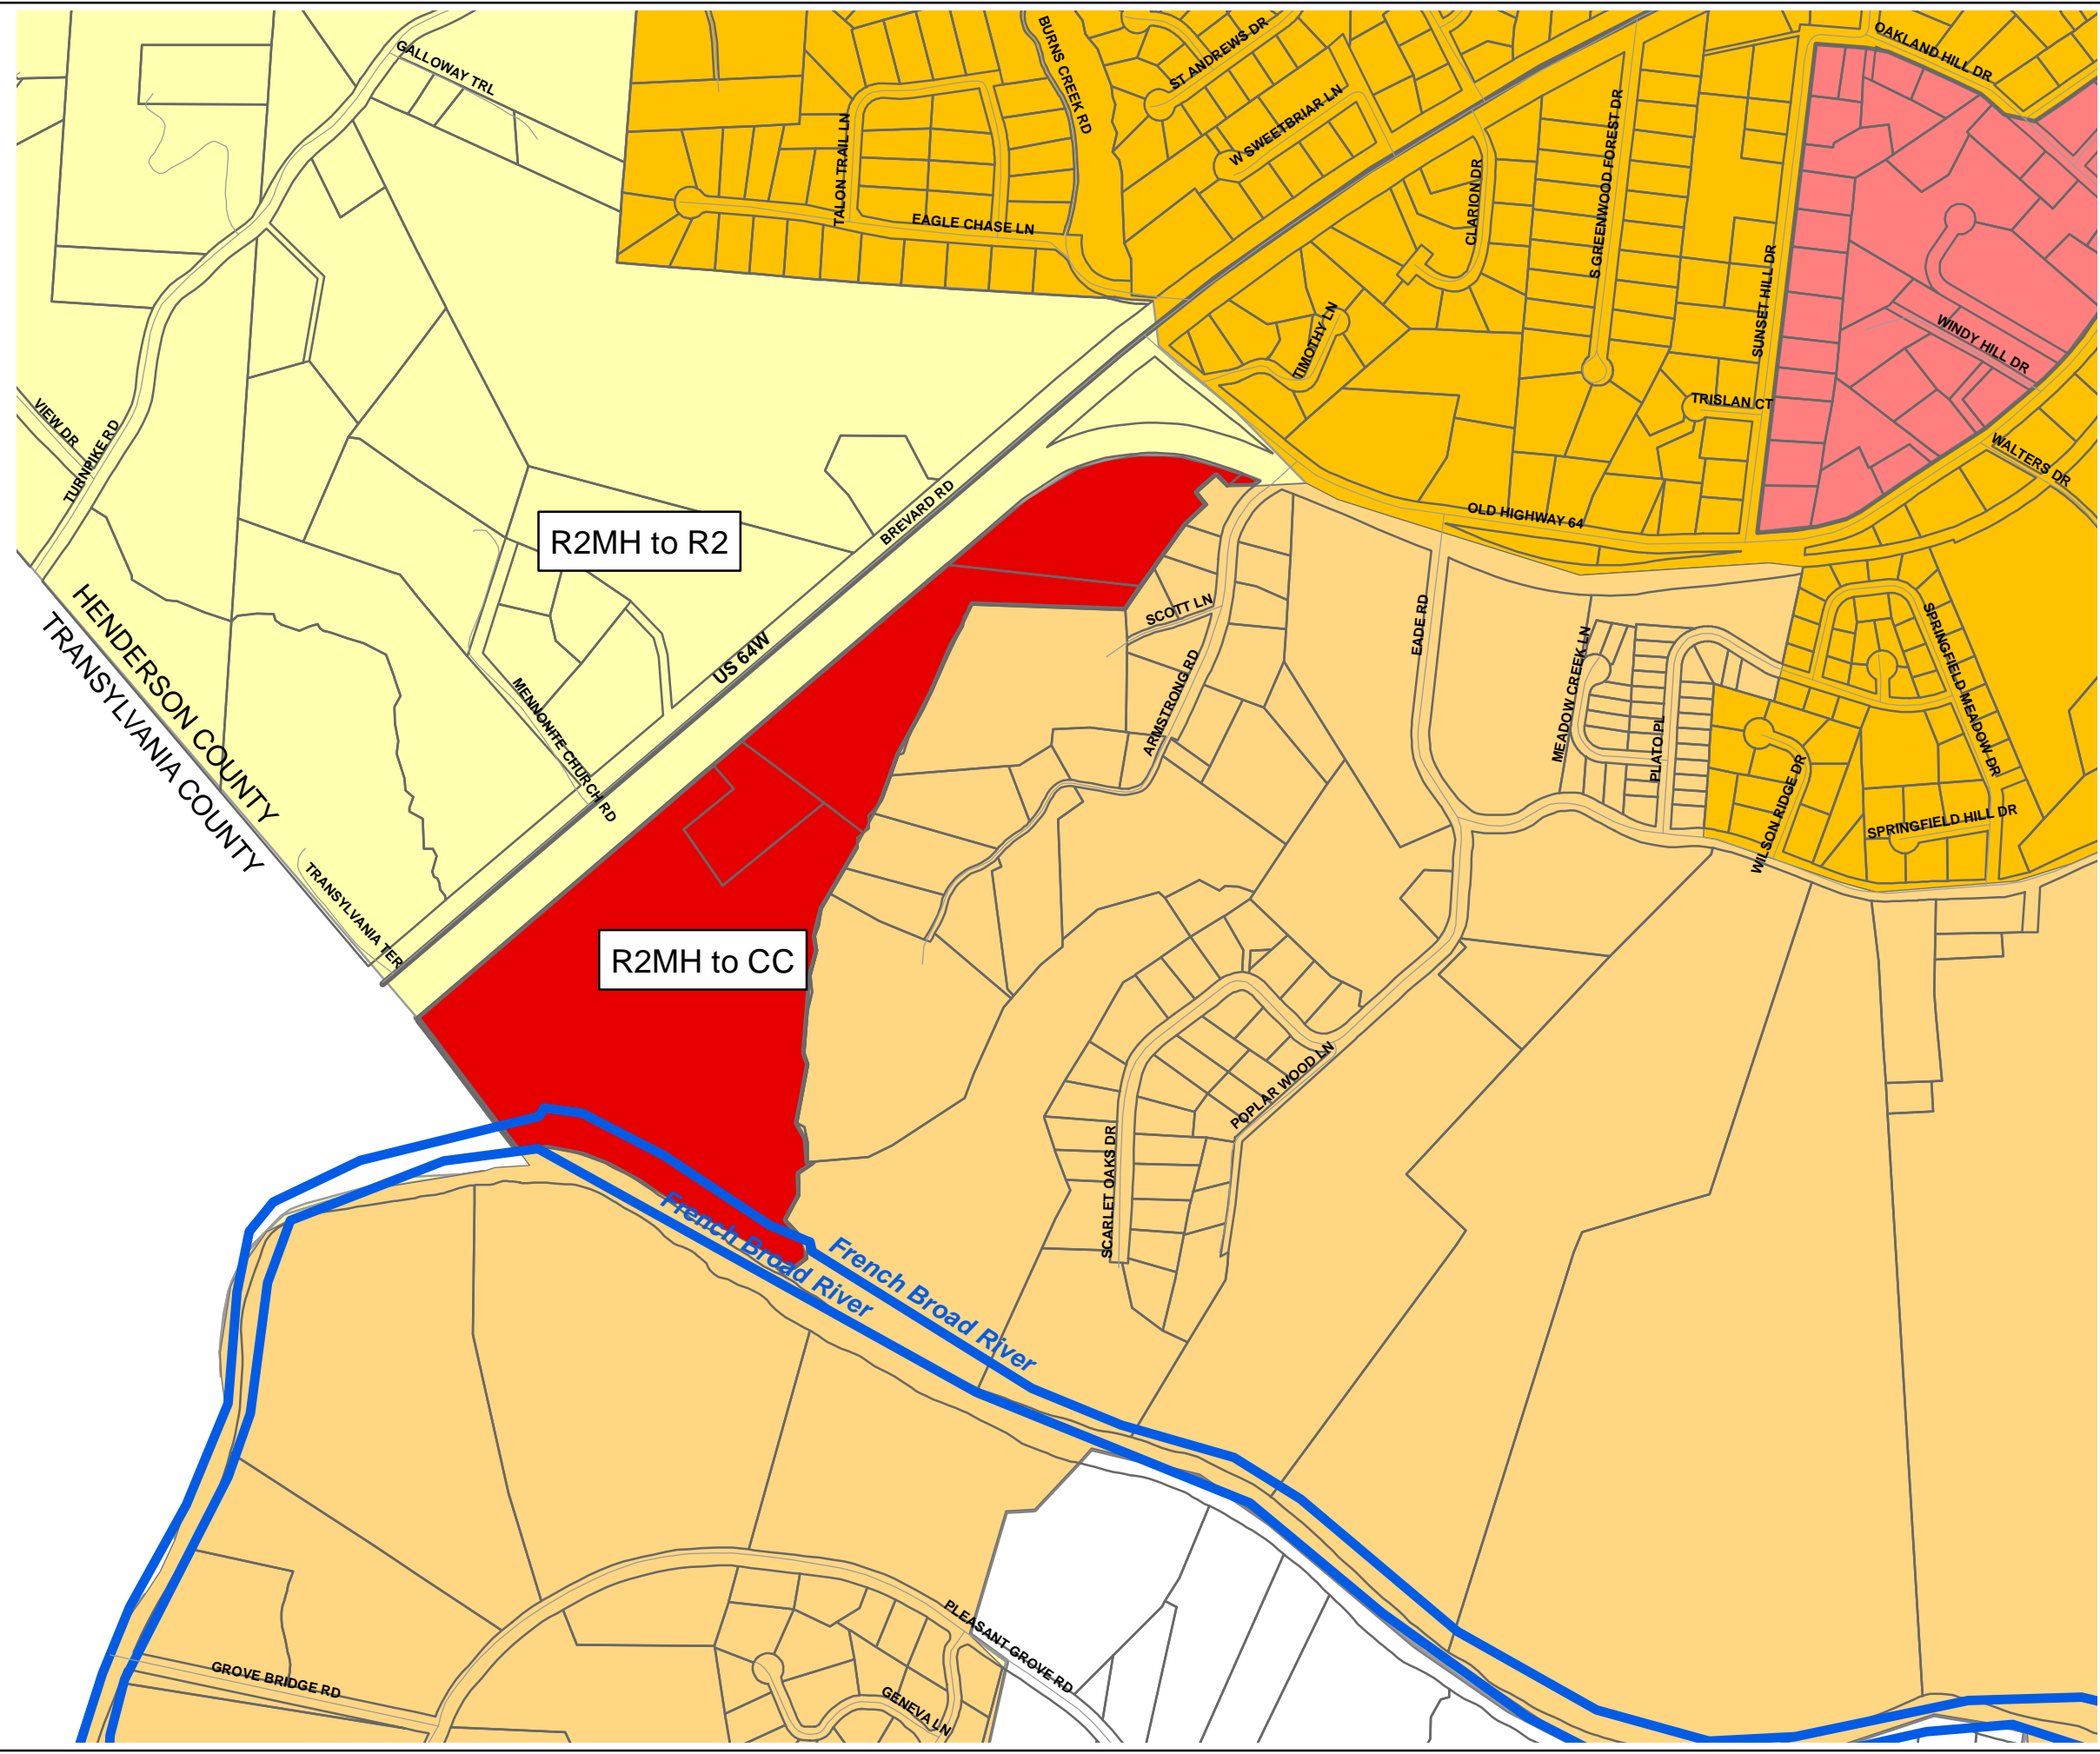 GALLOWAY TRL
BURNS CREEK RD
ST ANDREWS DR
OAKLAND HILL DR
W SWEETBRIAR LN
TALON TRAIL LN
EAGLE CHASE LN
CLARION DR
S GREENWOOD FOREST DR
SUNSET HILL DR
TIMOTHY LN
WINDY HILL DR
TRISLAN CT
VIEW DR
TURNPIKE RD
WALTERS DR
BREVARD RD
OLD HIGHWAY 64
R2MH to R2
HENDERSON COUNTY
TRANSYLVANIA COUNTY
SCOTT LN
EADE RD
SPRINGFIELD MEADOW DR
US 64W
ARMSTRONG RD
MEADOW CREEK LN
MENNONITE CHURCH RD
PLATO PL
WILSON RIDGE DR
SPRINGFIELD HILL DR
TRANSYLVANIA TER
R2MH to CC
POPLAR WOOD LN
SCARLET OAKS DR
French Broad River
French Broad River
PLEASANT GROVE RD
GROVE BRIDGE RD
GENEVA LN